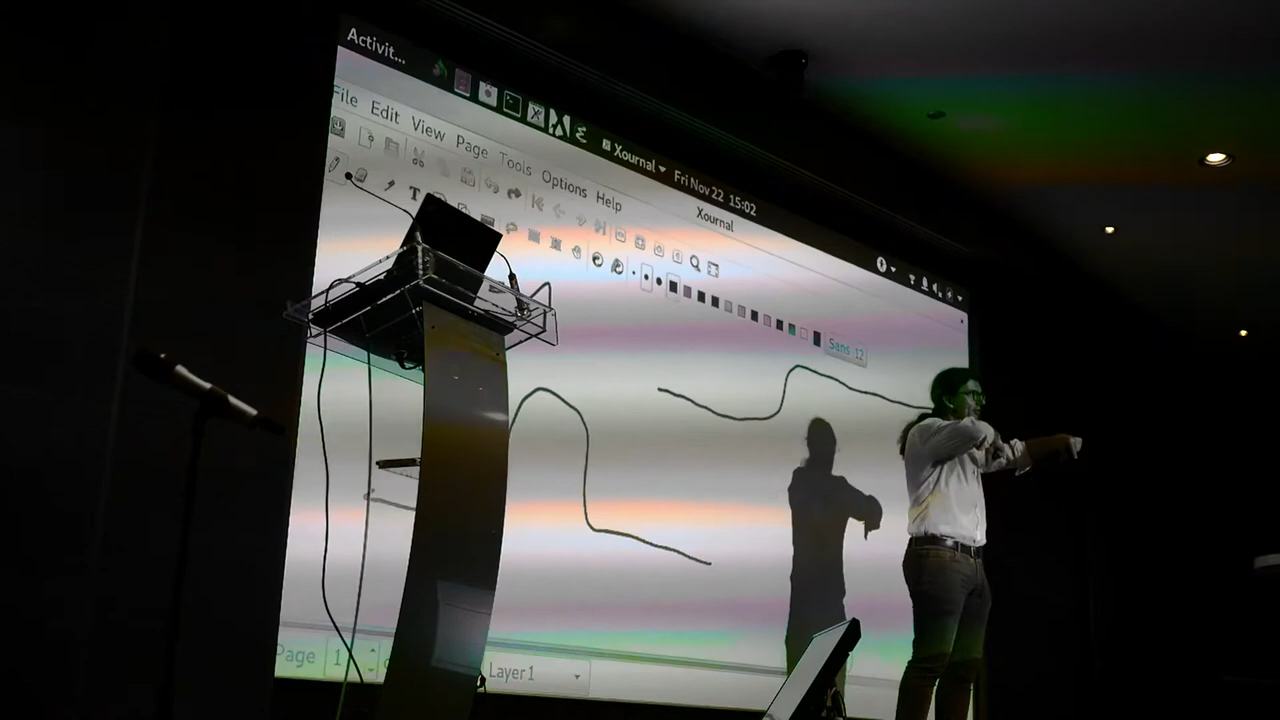 Activit...
Xournal
Fri Nov 22 15:02
Xournal
File Edit View Page Tools Options Help
T
Sans 12
Page 1
Layer 1